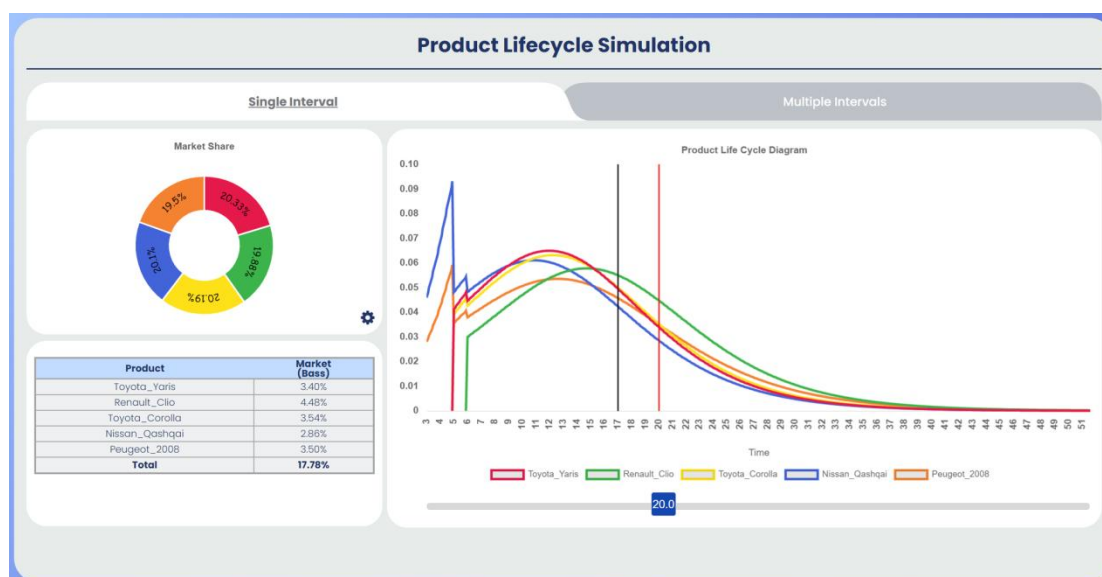 Product Lifecycle Simulation
Single Interval
Multiple Intervals
Market Share
20.33%
19.88%
20.19%
20.1%
19.5%
Product Market (Bass)
Toyota_Yaris 3.40%
Renault_Clio 4.48%
Toyota_Corolla 3.54%
Nissan_Qashqai 2.86%
Peugeot_2008 3.50%
Total 17.78%
Product Life Cycle Diagram
0.10
0.09
0.08
0.07
0.06
0.05
0.04
0.03
0.02
0.01
0
3 4 5 6 7 8 9 10 11 12 13 14 15 16 17 18 19 20 21 22 23 24 25 26 27 28 29 30 31 32 33 34 35 36 37 38 39 40 41 42 43 44 45 46 47 48 49 50 51
Time
Toyota_Yaris Renault_Clio Toyota_Corolla Nissan_Qashqai Peugeot_2008
20.0